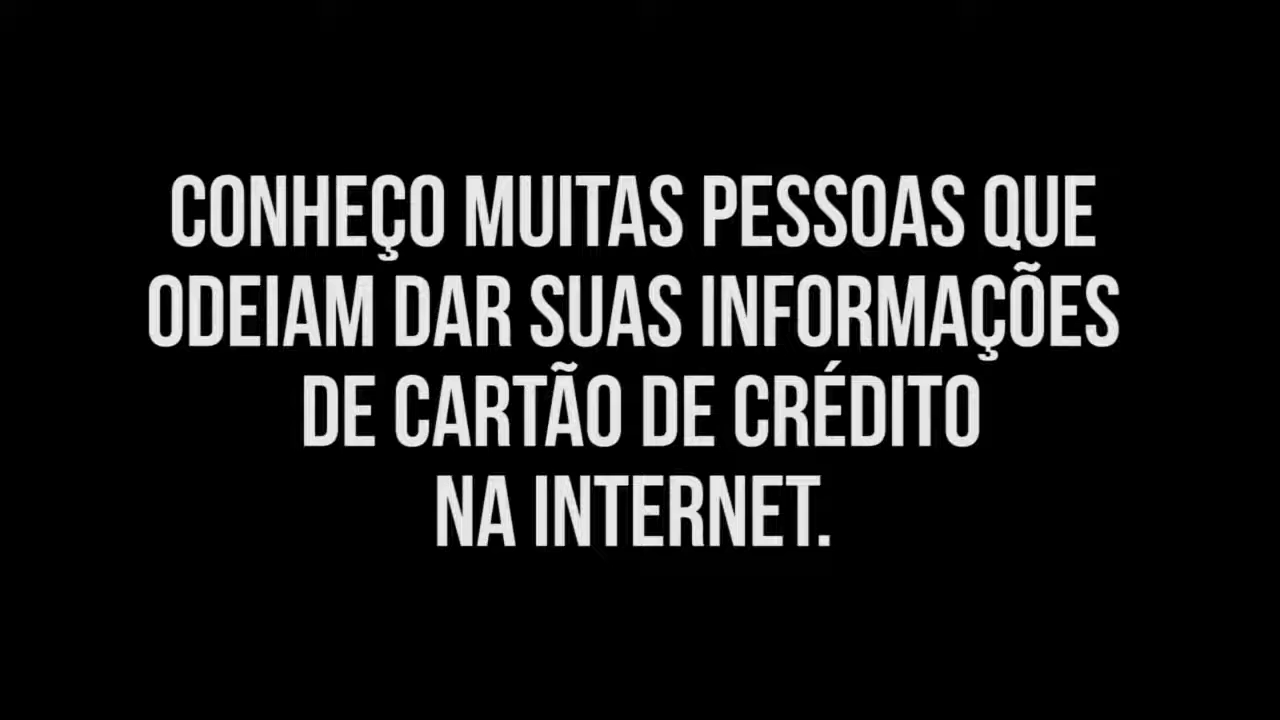 CONHEÇO MUITAS PESSOAS QUE
ODEIAM DAR SUAS INFORMAÇÕES
DE CARTÃO DE CRÉDITO
NA INTERNET.